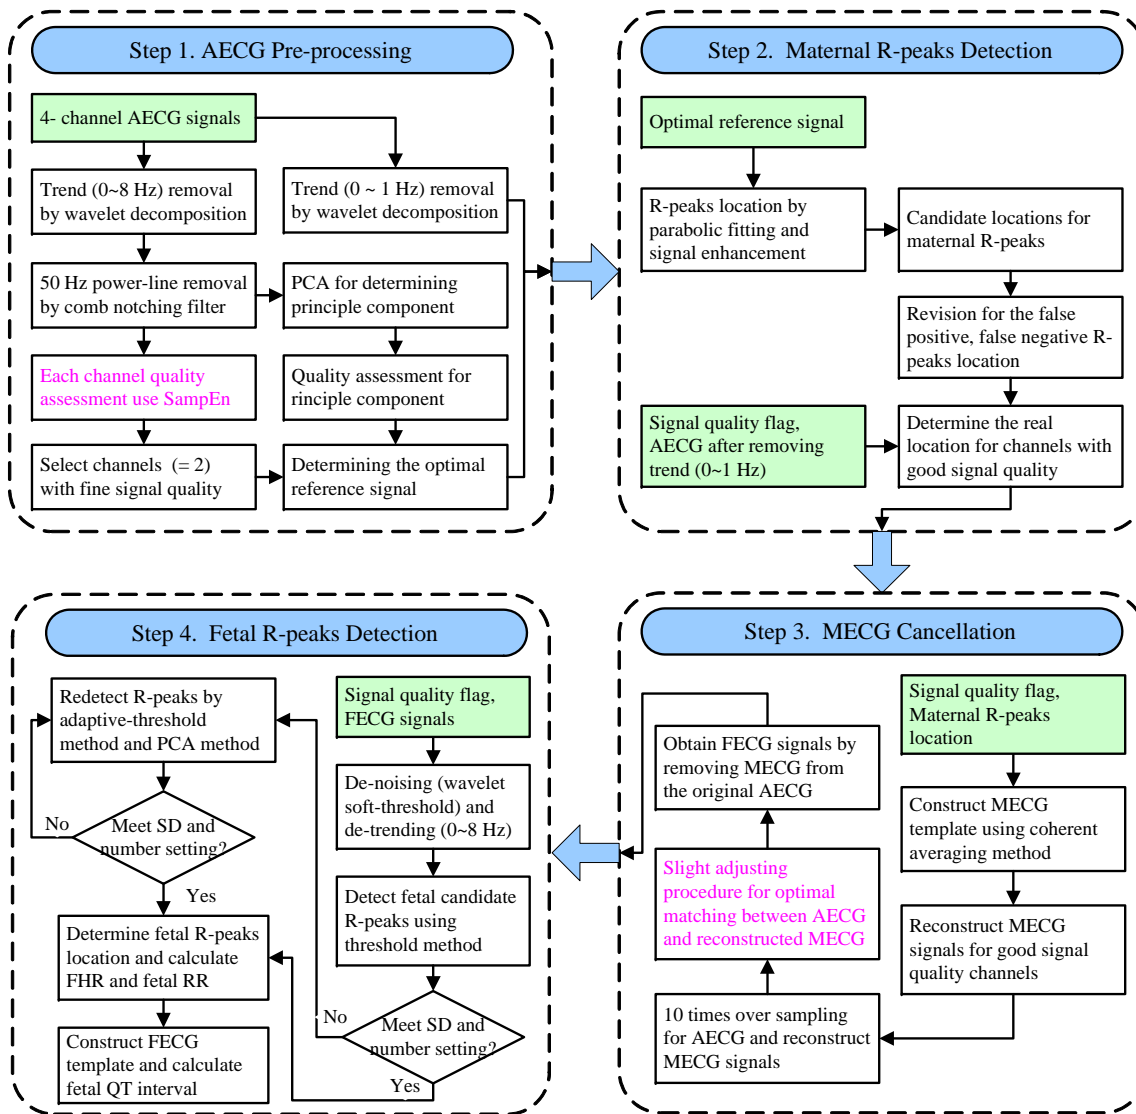 Step 1. AECG Pre-processing
4- channel AECG signals
Trend (0~8 Hz) removal
by wavelet decomposition
Trend (0 ~ 1 Hz) removal
by wavelet decomposition
50 Hz power-line removal
by comb notching filter
PCA for determining
principle component
Each channel quality
assessment use SampEn
Quality assessment for
rinciple component
Select channels (= 2)
with fine signal quality
Determining the optimal
reference signal
Step 2. Maternal R-peaks Detection
Optimal reference signal
R-peaks location by
parabolic fitting and
signal enhancement
Candidate locations for
maternal R-peaks
Revision for the false
positive, false negative R-
peaks location
Signal quality flag,
AECG after removing
trend (0~1 Hz)
Determine the real
location for channels with
good signal quality
Step 3. MECG Cancellation
Signal quality flag,
Maternal R-peaks
location
Construct MECG
template using coherent
averaging method
Reconstruct MECG
signals for good signal
quality channels
10 times over sampling
for AECG and reconstruct
MECG signals
Slight adjusting
procedure for optimal
matching between AECG
and reconstructed MECG
Obtain FECG signals by
removing MECG from
the original AECG
Step 4. Fetal R-peaks Detection
Signal quality flag,
FECG signals
De-noising (wavelet
soft-threshold) and
de-trending (0~8 Hz)
Detect fetal candidate
R-peaks using
threshold method
Meet SD and
number setting?
No
Yes
Redetect R-peaks by
adaptive-threshold
method and PCA method
Meet SD and
number setting?
No
Yes
Determine fetal R-peaks
location and calculate
FHR and fetal RR
Construct FECG
template and calculate
fetal QT interval